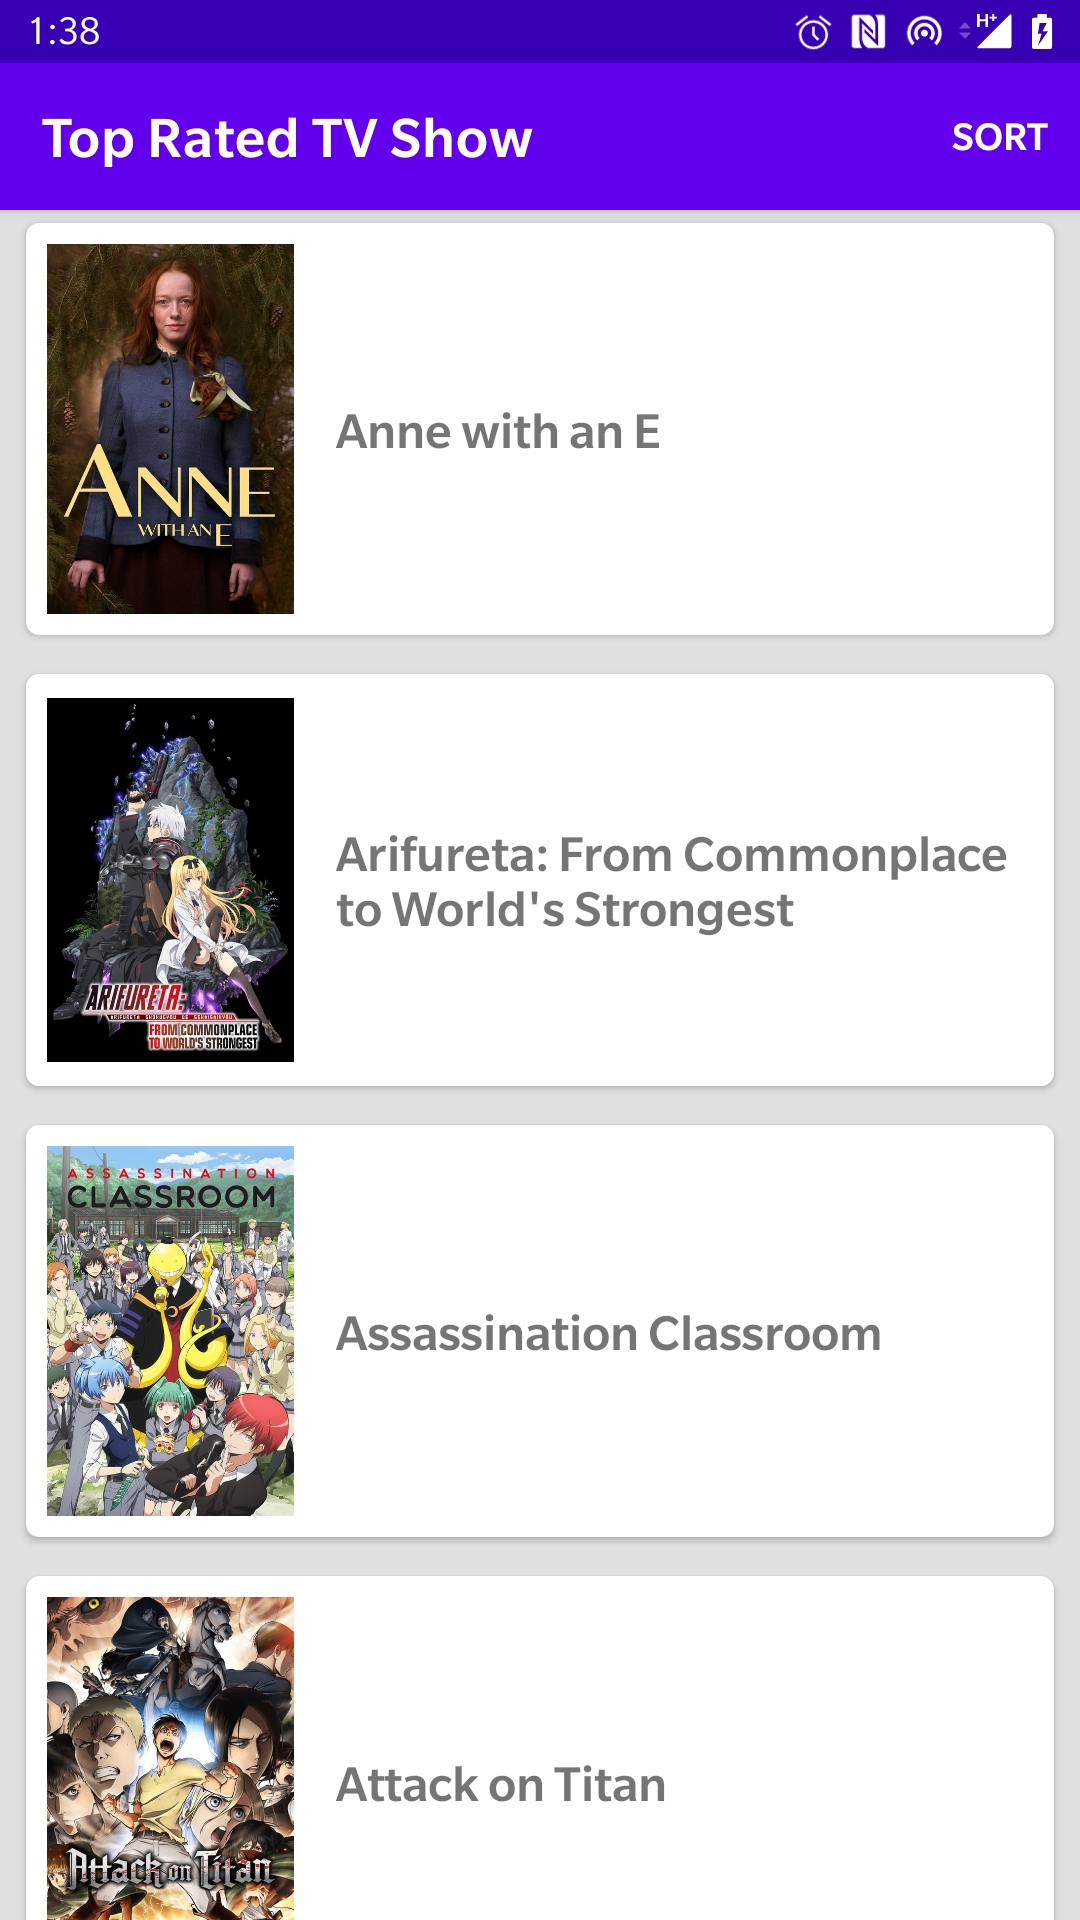 1:38
H+
Top Rated TV Show
SORT
ANNE
WITH AN E
Anne with an E
ARIFURETA:
FROM COMMONPLACE
TO WORLD'S STRONGEST
Arifureta: From Commonplace
to World's Strongest
ASSASSINATION
CLASSROOM
Assassination Classroom
Attack on Titan
Attack on Titan